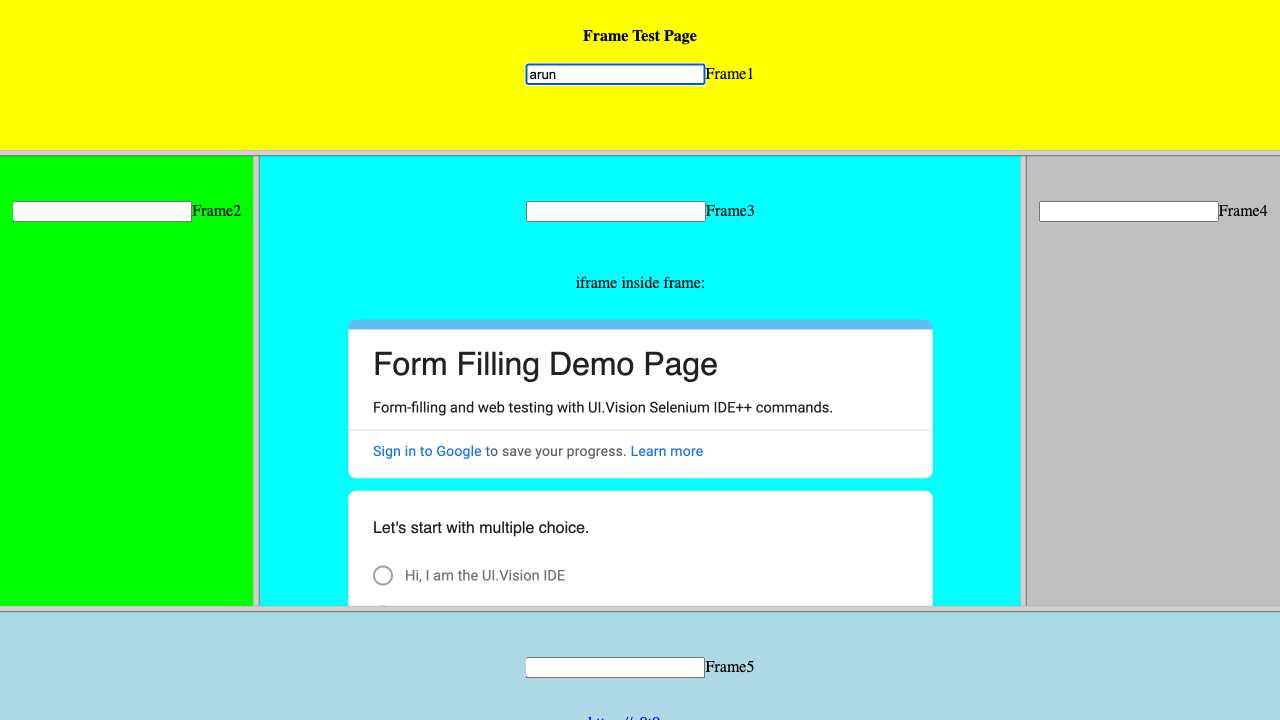 Frame Test Page
arun Frame1
Frame2
Frame3
Frame4
iframe inside frame:
Form Filling Demo Page
Form-filling and web testing with UI.Vision Selenium IDE++ commands.
Sign in to Google to save your progress. Learn more
Let's start with multiple choice.
Hi, I am the UI.Vision IDE
Frame5